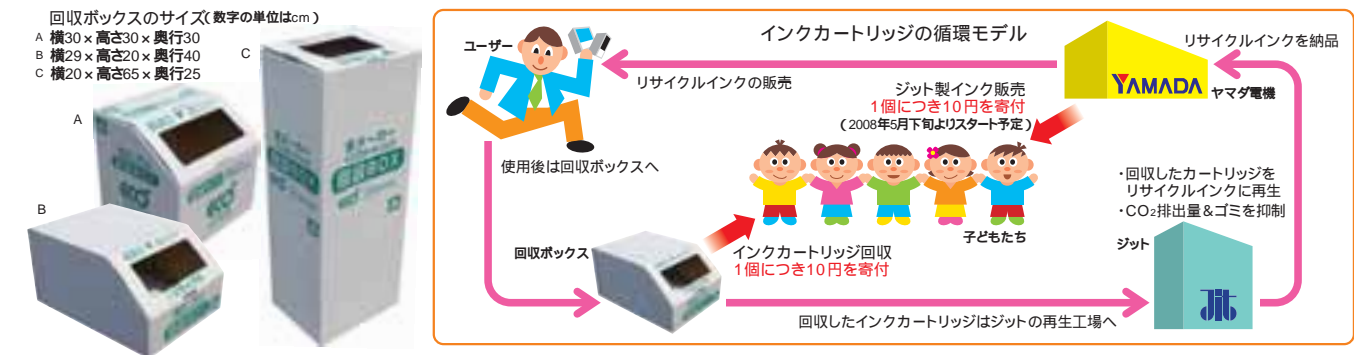 回収ボックスのサイズ(数字の単位はcm)
A 横30×高さ30×奥行30
B 横29×高さ20×奥行40
C 横20×高さ65×奥行25
C
A
B
eco
eco
eco
インクカートリッジの循環モデル
ユーザー
リサイクルインクを納品
リサイクルインクの販売
YAMADA
ヤマダ電機
ジット製インク販売
1個につき10円を寄付
(2008年5月下旬よりリスタート予定)
使用後は回収ボックスへ
・回収したカートリッジを
リサイクルインクに再生
・CO2排出量&ゴミを抑制
子どもたち
ジット
回収ボックス
インクカートリッジ回収
1個につき10円を寄付
Jit
回収したインクカートリッジはジットの再生工場へ